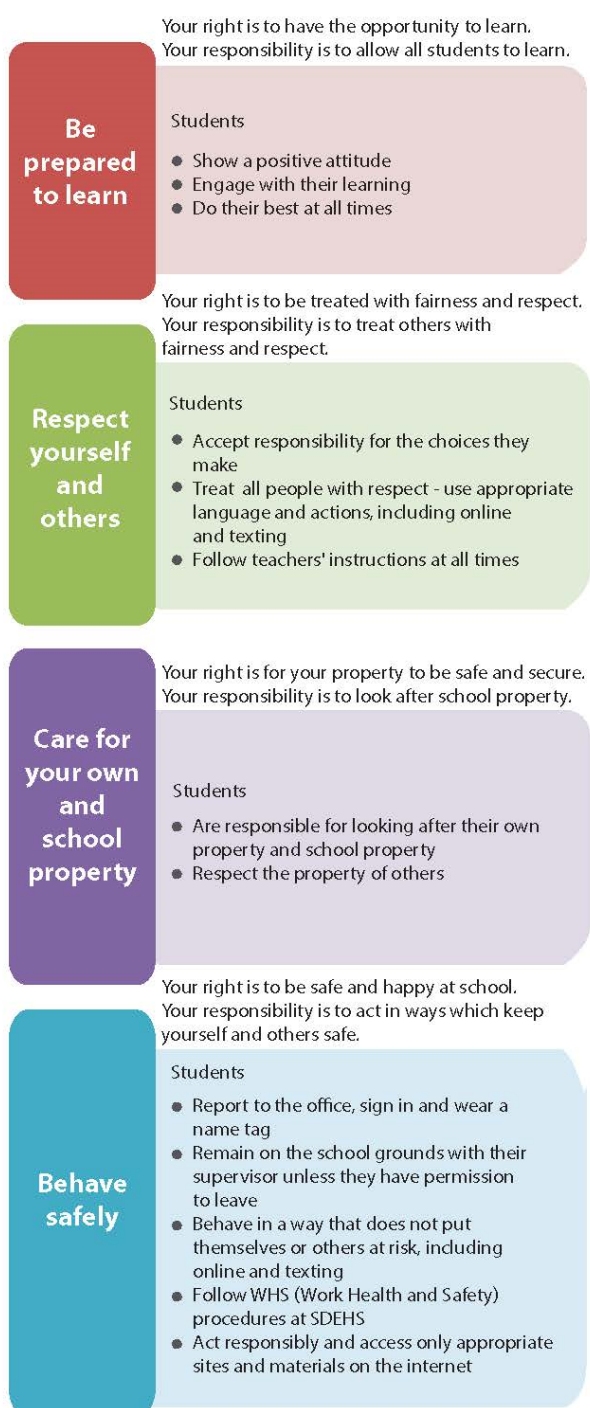 Your right is to have the opportunity to learn.
Your responsibility is to allow all students to learn.
Be
prepared
to learn
Students
● Show a positive attitude
● Engage with their learning
● Do their best at all times
Your right is to be treated with fairness and respect.
Your responsibility is to treat others with
fairness and respect.
Respect
yourself
and
others
Students
● Accept responsibility for the choices they
make
● Treat all people with respect - use appropriate
language and actions, including online
and texting
● Follow teachers' instructions at all times
Your right is for your property to be safe and secure.
Your responsibility is to look after school property.
Care for
your own
and
school
property
Students
● Are responsible for looking after their own
property and school property
● Respect the property of others
Your right is to be safe and happy at school.
Your responsibility is to act in ways which keep
yourself and others safe.
Behave
safely
Students
● Report to the office, sign in and wear a
name tag
● Remain on the school grounds with their
supervisor unless they have permission
to leave
● Behave in a way that does not put
themselves or others at risk, including
online and texting
● Follow WHS (Work Health and Safety)
procedures at SDEHS
● Act responsibly and access only appropriate
sites and materials on the internet